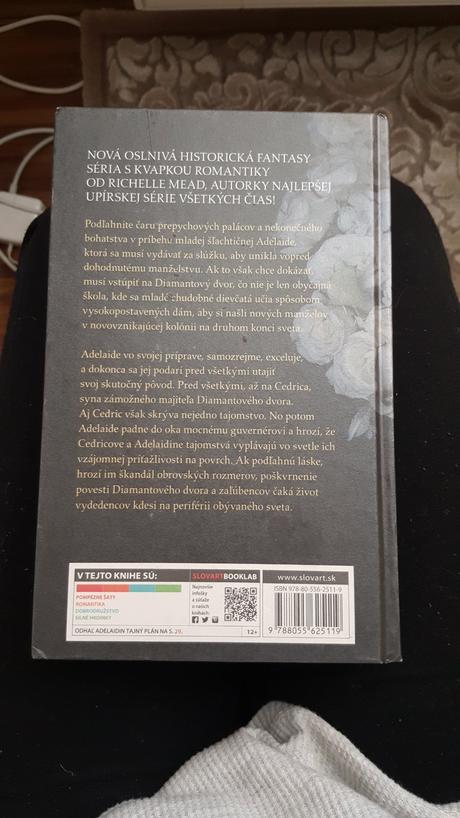 NOVÁ OSLNIVÁ HISTORICKÁ FANTASY
SÉRIA S KVAPKOU ROMANTIKY
OD RICHELLE MEAD, AUTORKY NAJLEPŠEJ
UPÍRSKEJ SÉRIE VŠETKÝCH ČIAS!
Podľahnite čaru prepychových palácov a nekonečného
bohatstva v príbehu mladej šľachtičnej Adelaide,
ktorá sa musí vydávať za slúžku, aby unikla vopred
dohodnutému manželstvu. Ak to však chce dokázať,
musí vstúpiť na Diamantový dvor, čo nie je len obyčajná
škola, kde sa mladé chudobné dievčatá učia spôsobom
vysokopostavených dám, aby si našli nových manželov
v novovznikajúcej kolónii na druhom konci sveta.
Adelaide vo svojej príprave, samozrejme, exceluje,
a dokonca sa jej podarí pred všetkými utajiť
svoj skutočný pôvod. Pred všetkými, až na Cedrica,
syna zámožného majiteľa Diamantového dvora.
Aj Cedric však skrýva nejedno tajomstvo. No potom
Adelaide padne do oka mocnému guvernérovi a hrozí, že
Cedricove a Adelaidine tajomstvá vyplávajú vo svetle ich
vzájomnej príťažlivosti na povrch. Ak podľahnú láske,
hrozí im škandál obrovských rozmerov, poškvrnenie
povesti Diamantového dvora a zaľúbencov čaká život
vydedencov kdesi na periférii obývaného sveta.
V TEJTO KNIHE SÚ:
POMPÉZNE ŠATY
ROMANTIKA
DOBRODRUŽSTVO
SILNÉ HRDINKY
ODHAĽ ADELAIDIN TAJNÝ PLÁN NA S. 29.
SLOVARTBOOKLAB
Najnovšie
infošky
a súťaže
o našich
knihách:
12+
www.slovart.sk
ISBN 978-80-556-2511-9
9 788055 625119